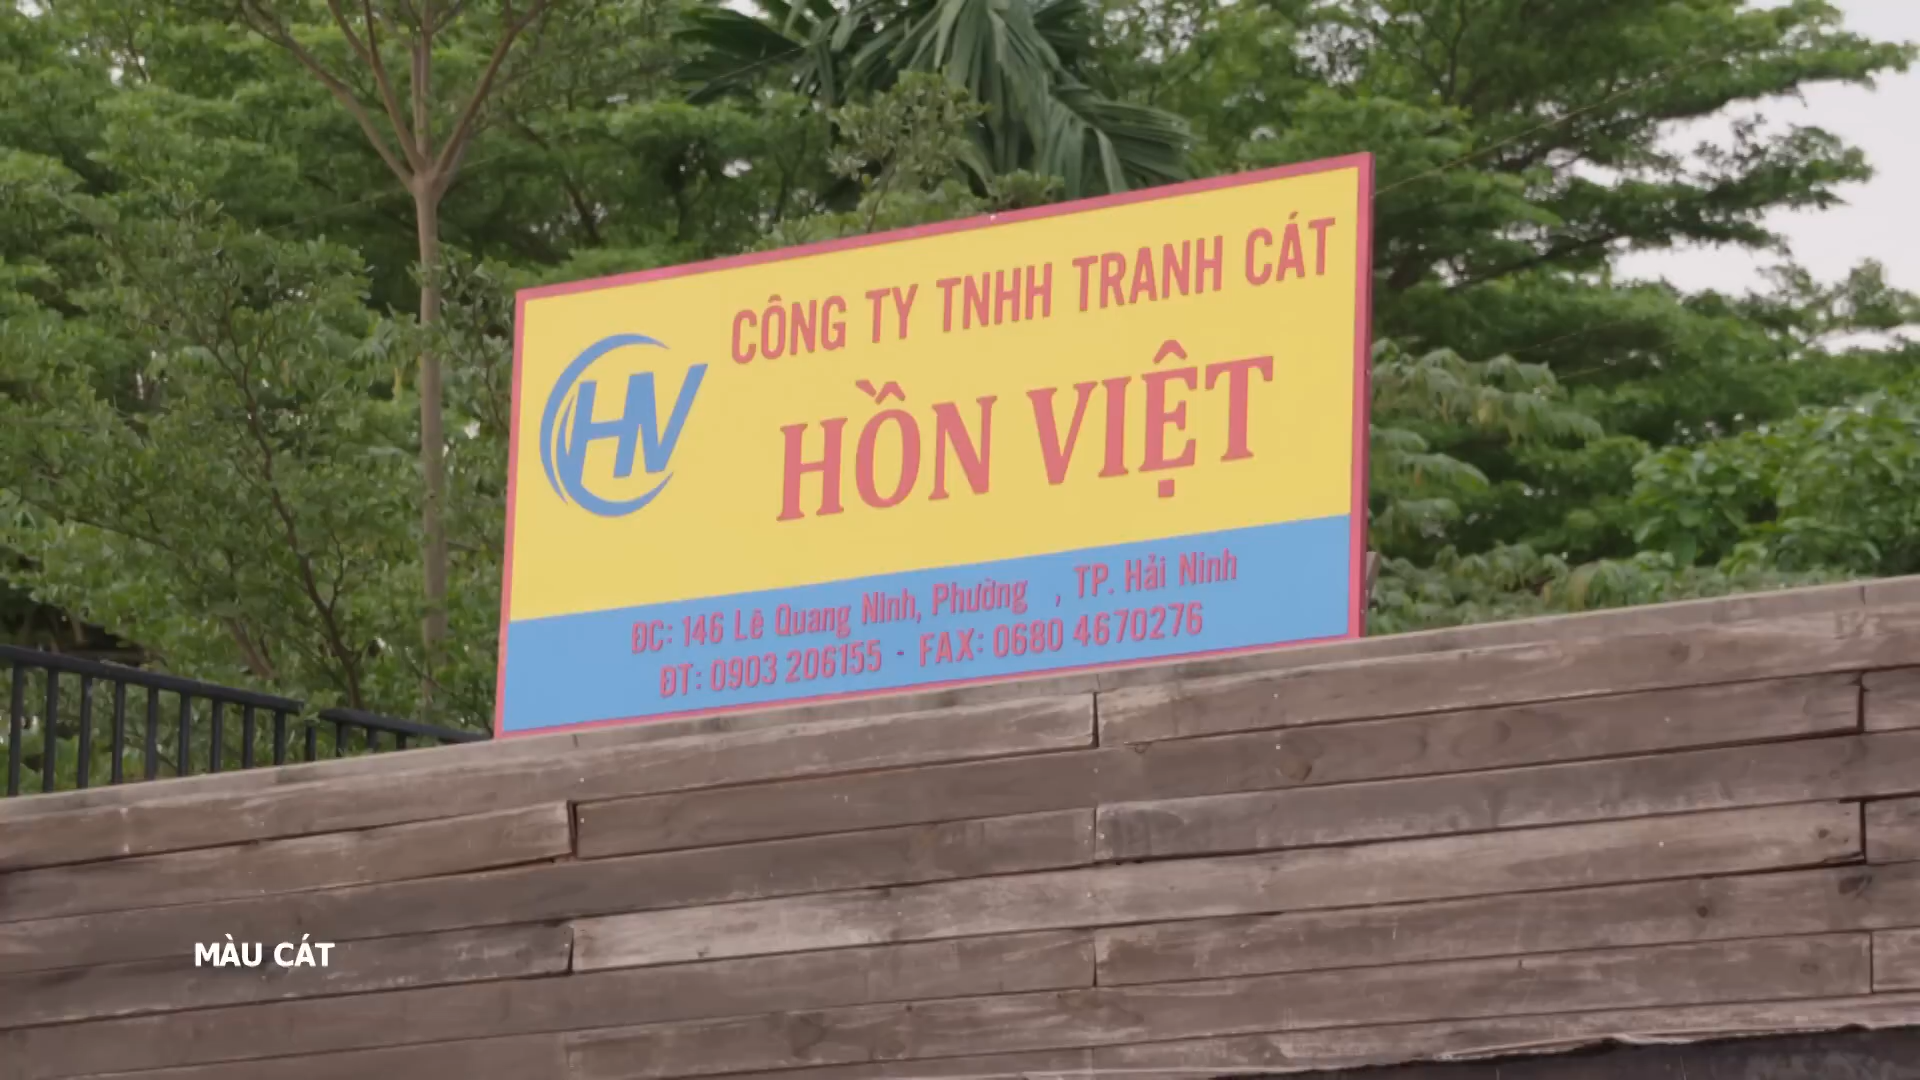 HV
CÔNG TY TNHH TRANH CÁT
HỒN VIỆT
ĐC: 146 Lê Quang Ninh, Phường , TP. Hải Ninh
ĐT: 0903 206155 - FAX: 0680 4670276
MÀU CÁT